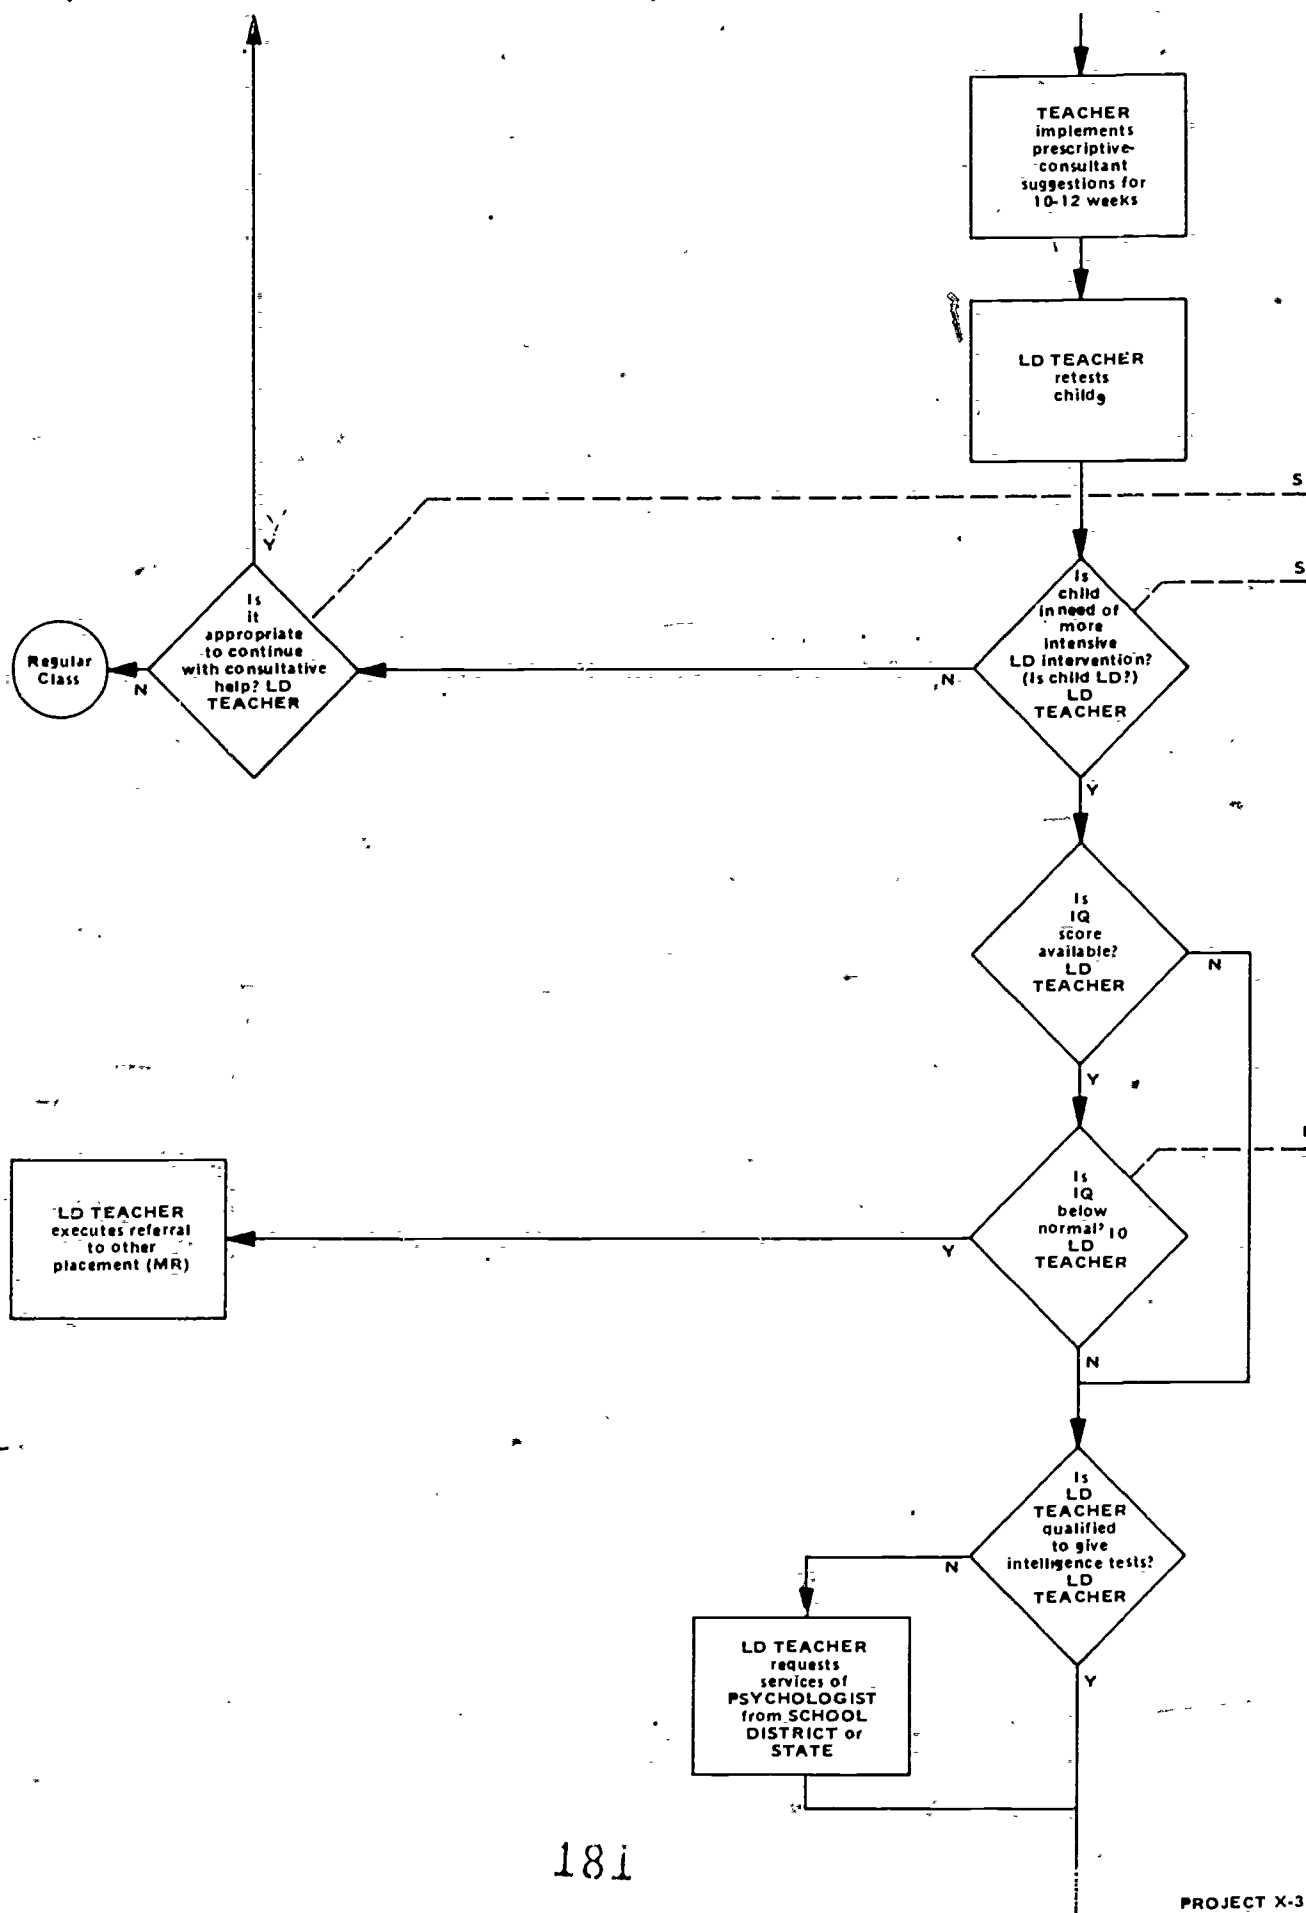 TEACHER
implements
prescriptive-
consultant
suggestions for
10-12 weeks
LD TEACHER
retests
child9
S
Y
S
Is
it
appropriate
to continue
with consultative
help? LD
TEACHER
Regular
Class
N
Is
child
in need of
more
intensive
LD intervention?
(Is child LD?)
LD
TEACHER
N
Y
Is
IQ
score
available?
LD
TEACHER
N
Y
Is
IQ
below
normal?10
LD
TEACHER
Y
LD TEACHER
executes referral
to other
placement (MR)
N
Is
LD
TEACHER
qualified
to give
intelligence tests?
LD
TEACHER
N
Y
LD TEACHER
requests
services of
PSYCHOLOGIST
from SCHOOL
DISTRICT or
STATE
181
PROJECT X-3